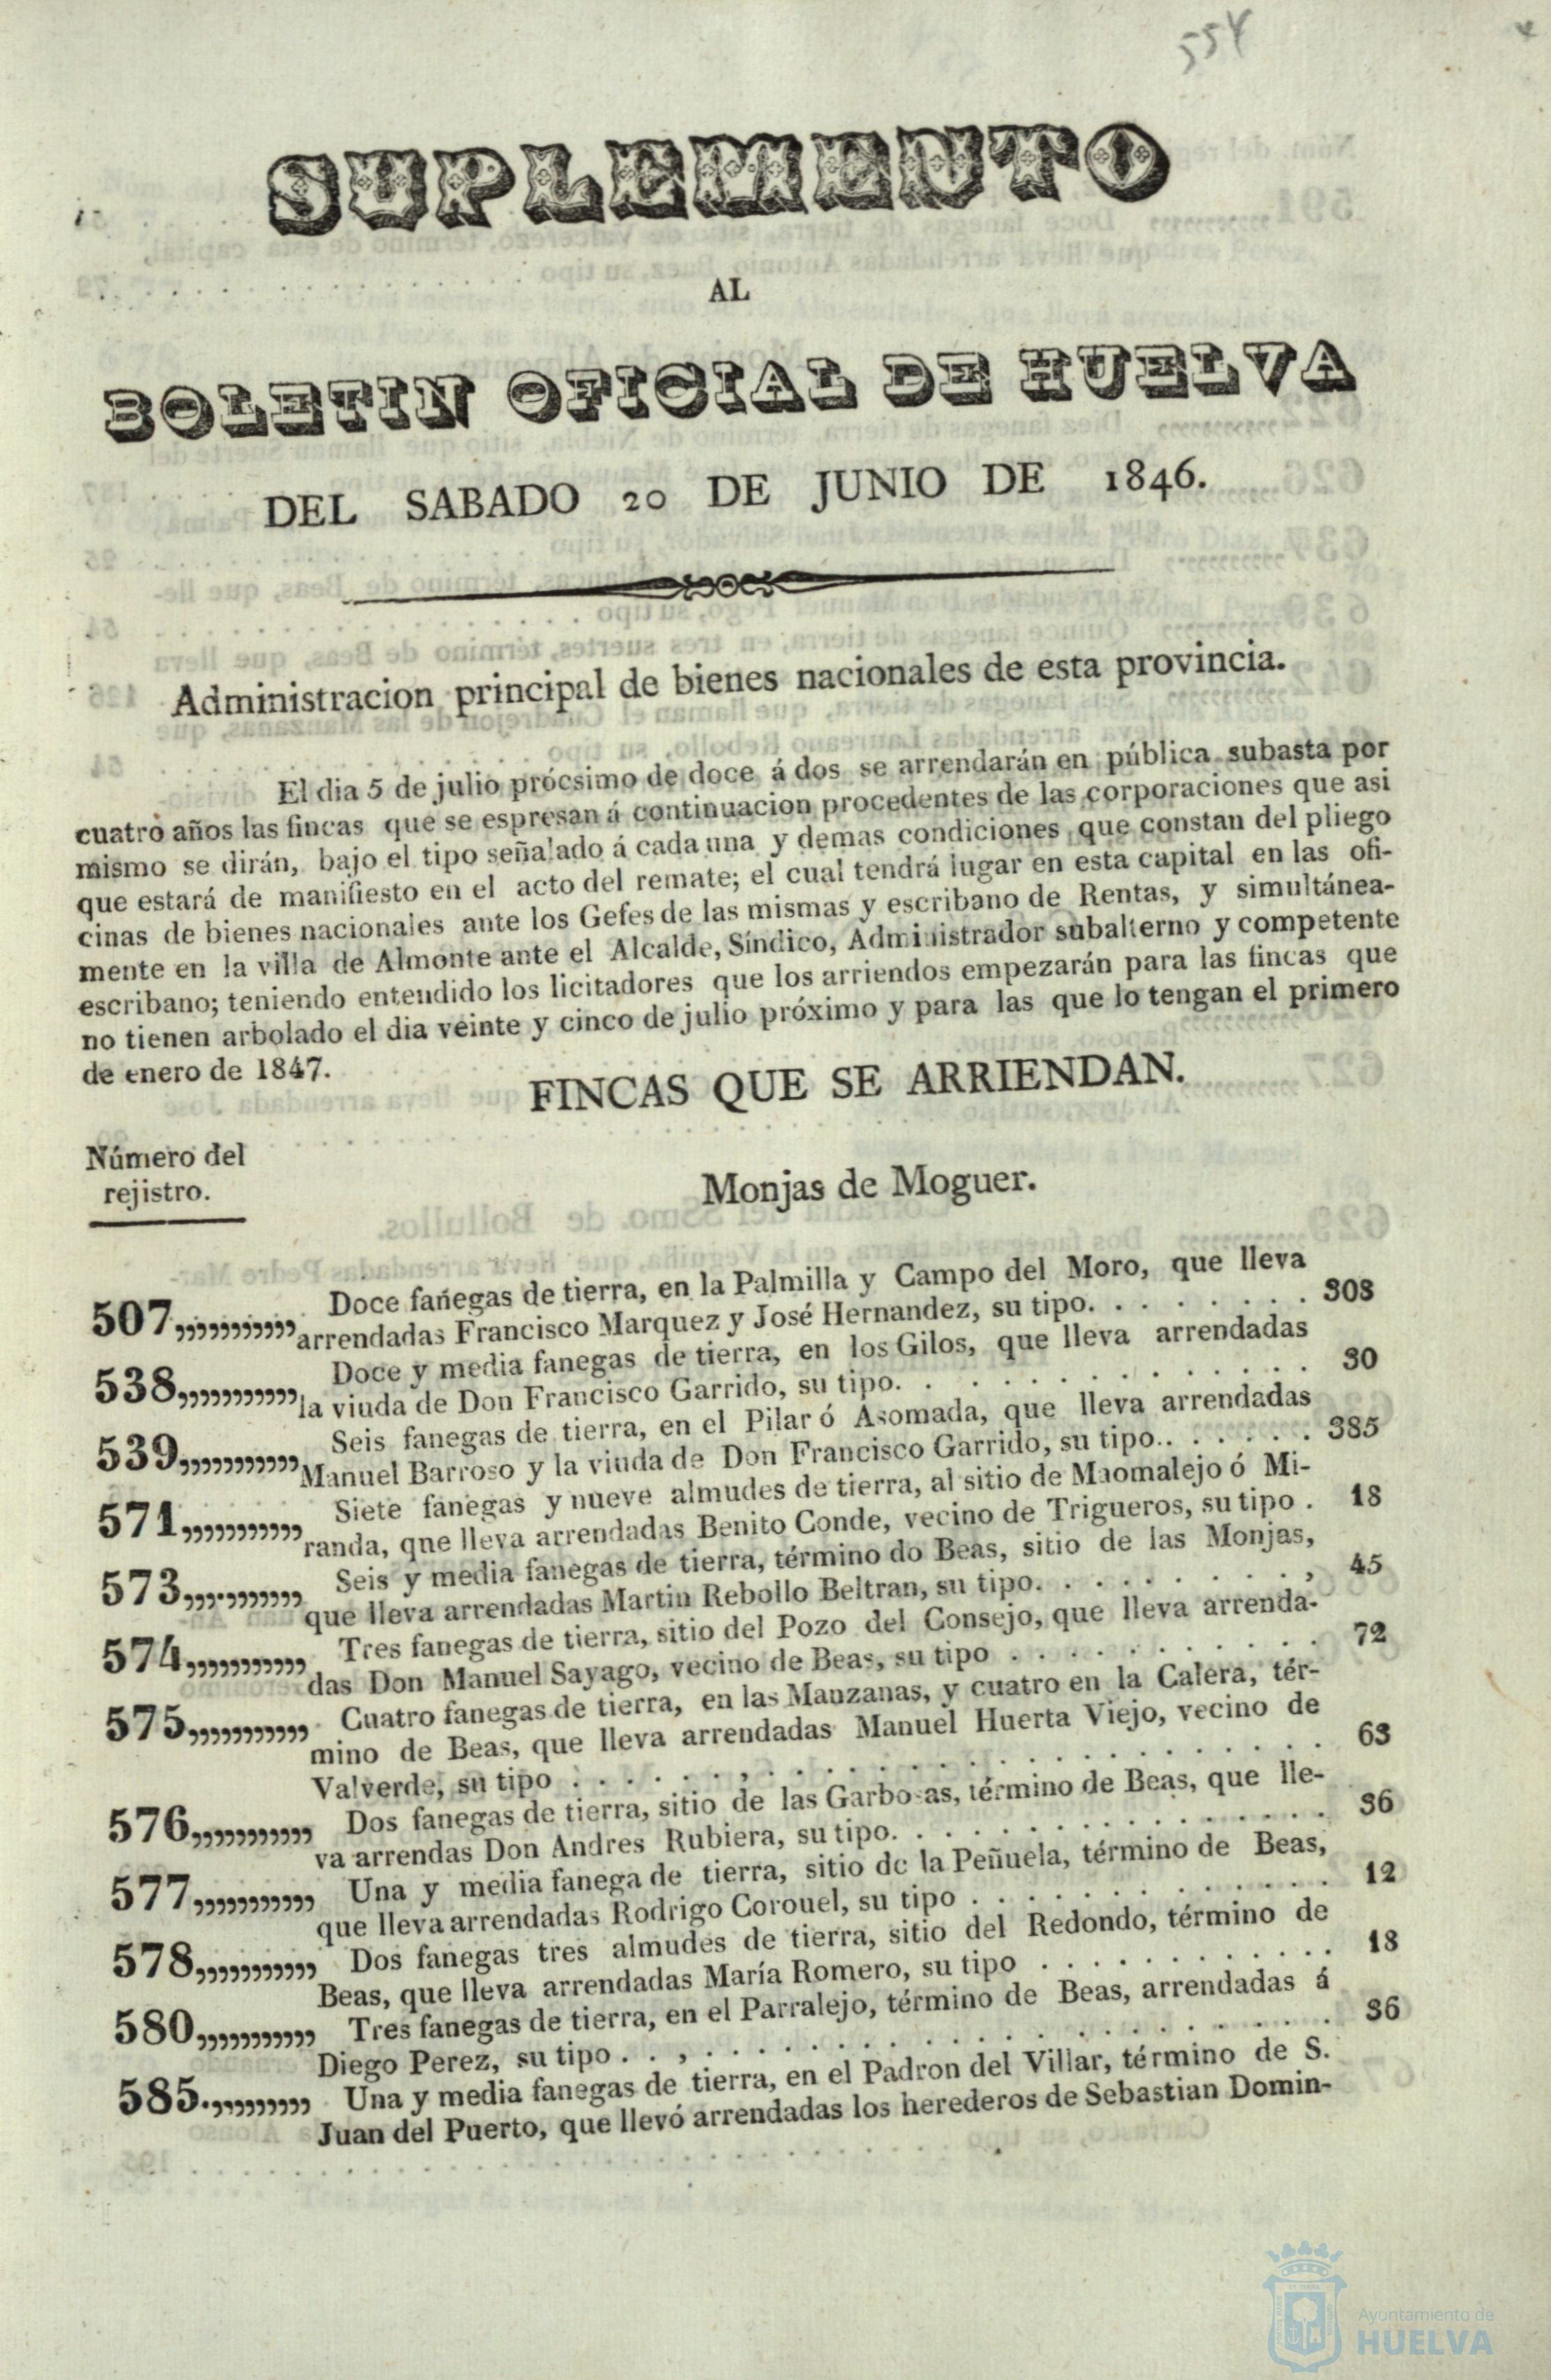 554
SUPLEMENTO
AL
BOLETIN OFICIAL DE HUELVA
DEL SABADO 20 DE JUNIO DE 1846.
Administracion principal de bienes nacionales de esta provincia.
El dia 5 de julio prócsimo de doce á dos se arrendarán en pública subasta por
cuatro años las fincas que se espresan á continuacion procedentes de las corporaciones que asi
mismo se dirán, bajo el tipo señalado á cada una y demas condiciones que constan del pliego
que estará de manifiesto en el acto del remate; el cual tendrá lugar en esta capital en las ofi-
cinas de bienes nacionales ante los Gefes de las mismas y escribano de Rentas, y simultánea-
mente en la villa de Almonte ante el Alcalde, Síndico, Administrador subalterno y competente
escribano; teniendo entendido los licitadores que los arriendos empezarán para las fincas que
no tienen arbolado el dia veinte y cinco de julio próximo y para las que lo tengan el primero
de enero de 1847.
FINCAS QUE SE ARRIENDAN.
Número del
rejistro.
Monjas de Moguer.
Doce fanegas de tierra, en la Palmilla y Campo del Moro, que lleva
507,,,,,,,,,,, arrendadas Francisco Marquez y José Hernandez, su tipo. . . . . . . . 303
Doce y media fanegas de tierra, en los Gilos, que lleva arrendadas
538,,,,,,,,,,, la viuda de Don Francisco Garrido, su tipo. . . . . . . . . . . . . 30
Seis fanegas de tierra, en el Pilar ó Asomada, que lleva arrendadas
539,,,,,,,,,,, Manuel Barroso y la viuda de Don Francisco Garrido, su tipo.. . . . . . 385
Siete fanegas y nueve almudes de tierra, al sitio de Maomalejo ó Mi-
571,,,,,,,,,,, randa, que lleva arrendadas Benito Conde, vecino de Trigueros, su tipo . 18
573,,,.,,,,,,, Seis y media fanegas de tierra, término do Beas, sitio de las Monjas,
que lleva arrendadas Martin Rebollo Beltran, su tipo. . . . . . . . . . , 45
574,,,,,,,,,,, Tres fanegas de tierra, sitio del Pozo del Consejo, que lleva arrenda-
das Don Manuel Sayago, vecino de Beas, su tipo . . . . . . . . . . . 72
575,,,,,,,,,,, Cuatro fanegas de tierra, en las Manzanas, y cuatro en la Calera, tér-
mino de Beas, que lleva arrendadas Manuel Huerta Viejo, vecino de
Valverde, su tipo . . . . . . , . . . . . . . . . . . . . . 63
576,,,,,,,,,,, Dos fanegas de tierra, sitio de las Garbosas, término de Beas, que lle-
va arrendas Don Andres Rubiera, su tipo. . . . . . . . . . . . . . . 36
577,,,,,,,,,,, Una y media fanega de tierra, sitio de la Peñuela, término de Beas,
que lleva arrendadas Rodrigo Corouel, su tipo . . . . . . . . . . . . 12
578,,,,,,,,,,, Dos fanegas tres almudes de tierra, sitio del Redondo, término de
Beas, que lleva arrendadas María Romero, su tipo . . . . . . . . . . 18
580,,,,,,,,,,, Tres fanegas de tierra, en el Parralejo, término de Beas, arrendadas á
Diego Perez, su tipo . . , . . . . . . . . . . . . . . . . . . . . . 36
585.,,,,,,,,, Una y media fanegas de tierra, en el Padron del Villar, término de S.
Juan del Puerto, que llevó arrendadas los herederos de Sebastian Domin-
Ayuntamiento de
HUELVA